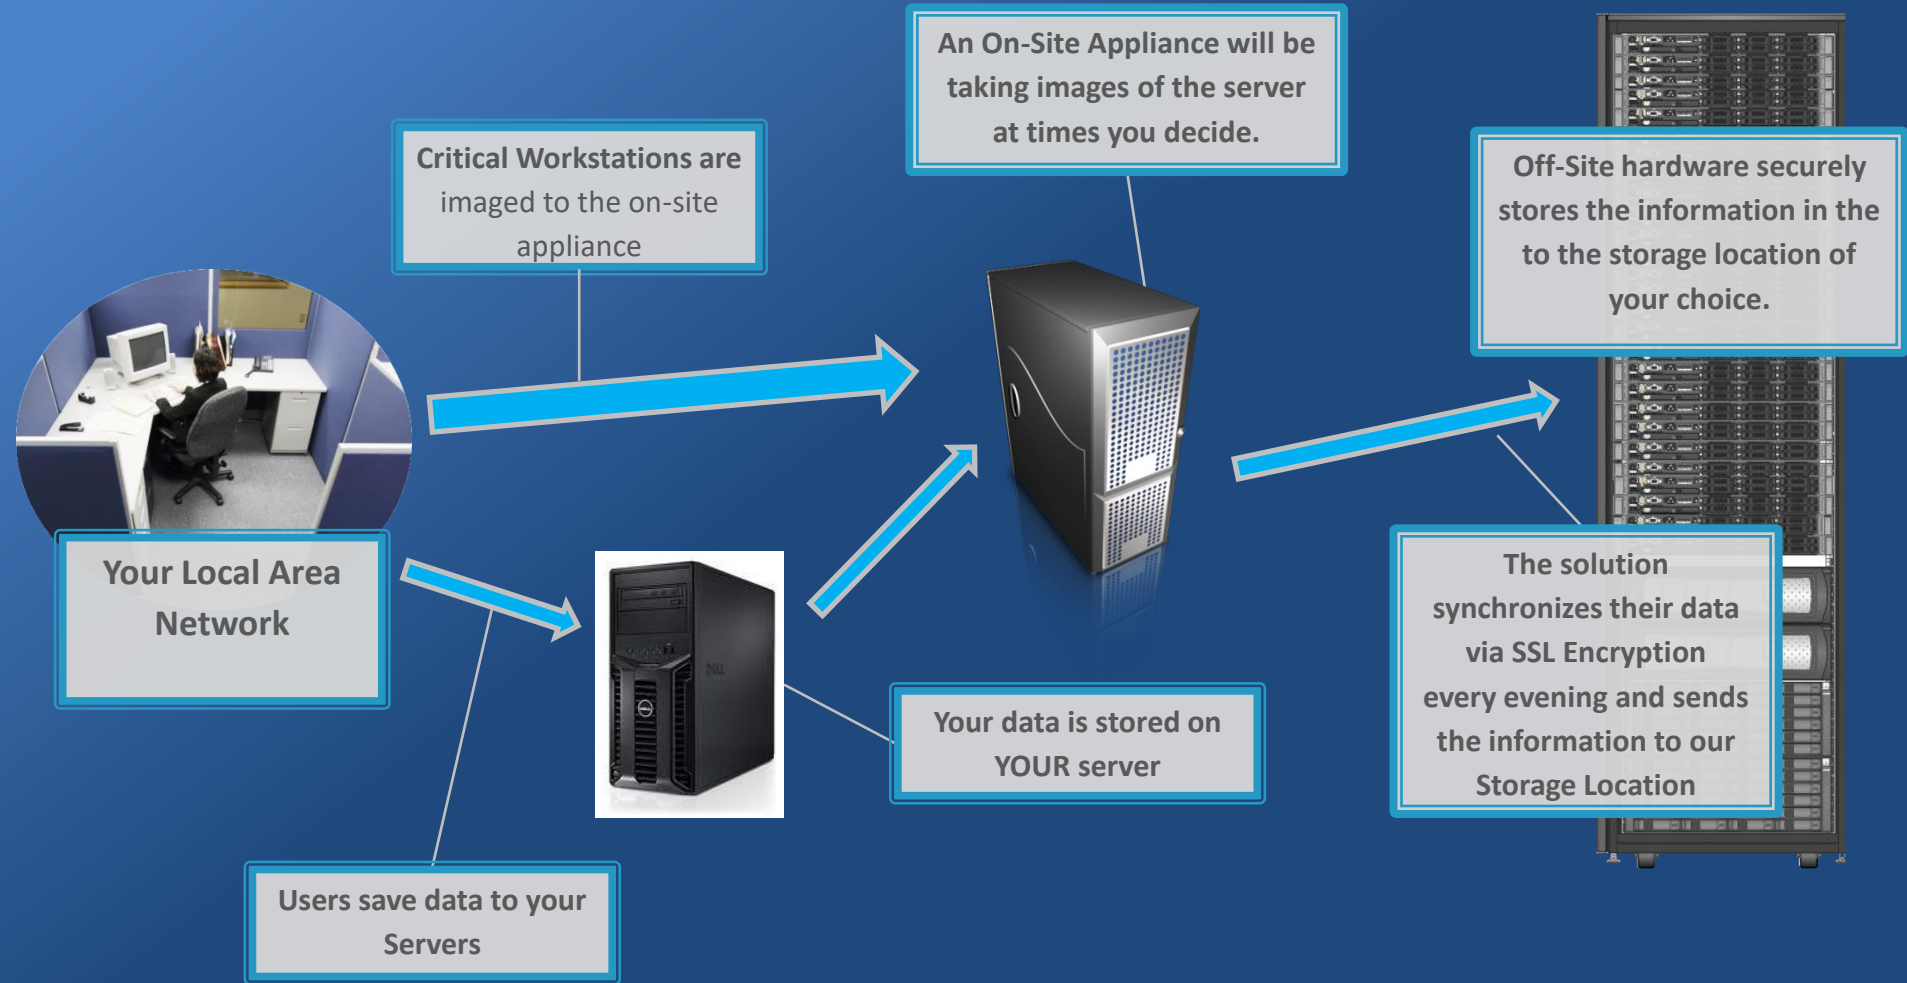 An On-Site Appliance will be
taking images of the server
at times you decide.
Critical Workstations are
imaged to the on-site
appliance
Off-Site hardware securely
stores the information in the
to the storage location of
your choice.
Your Local Area
Network
The solution
synchronizes their data
via SSL Encryption
every evening and sends
the information to our
Storage Location
Your data is stored on
YOUR server
Users save data to your
Servers
DELL